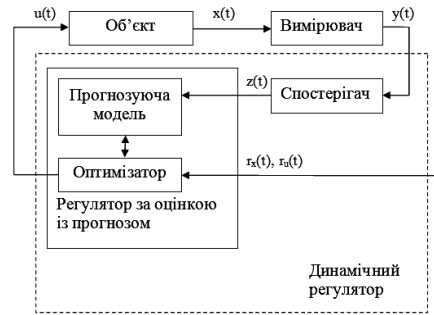 u(t)
Об’єкт
x(t)
Вимірювач
y(t)
z(t)
Спостерігач
Прогнозуюча
модель
Оптимізатор
rx(t), ru(t)
Регулятор за оцінкою
із прогнозом
Динамічний
регулятор